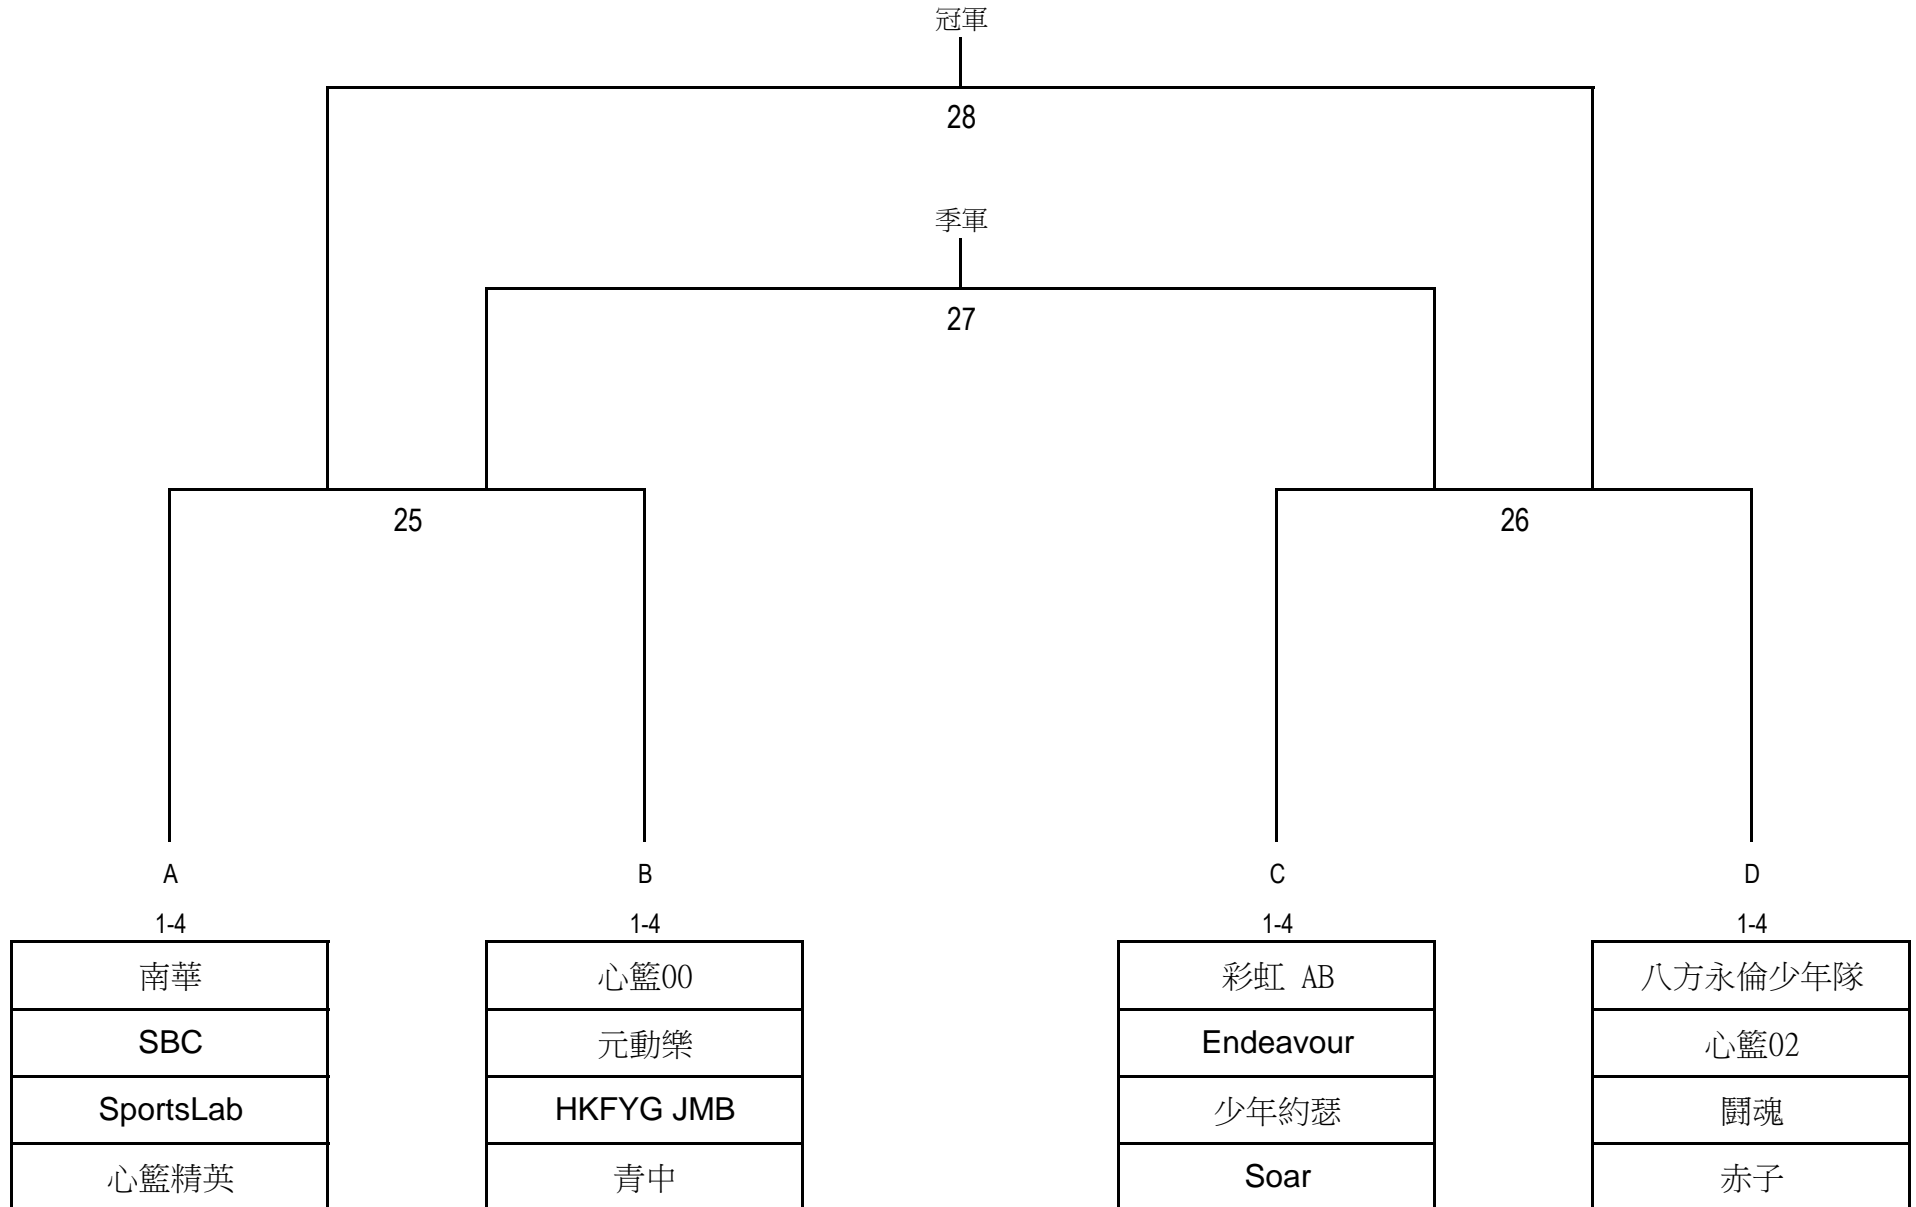 冠軍
28
季軍
27
25
26
A
B
C
D
1-4
1-4
1-4
1-4
南華
心籃00
彩虹 AB
八方永倫少年隊
SBC
元動樂
Endeavour
心籃02
SportsLab
HKFYG JMB
少年約瑟
鬪魂
心籃精英
青中
Soar
赤子